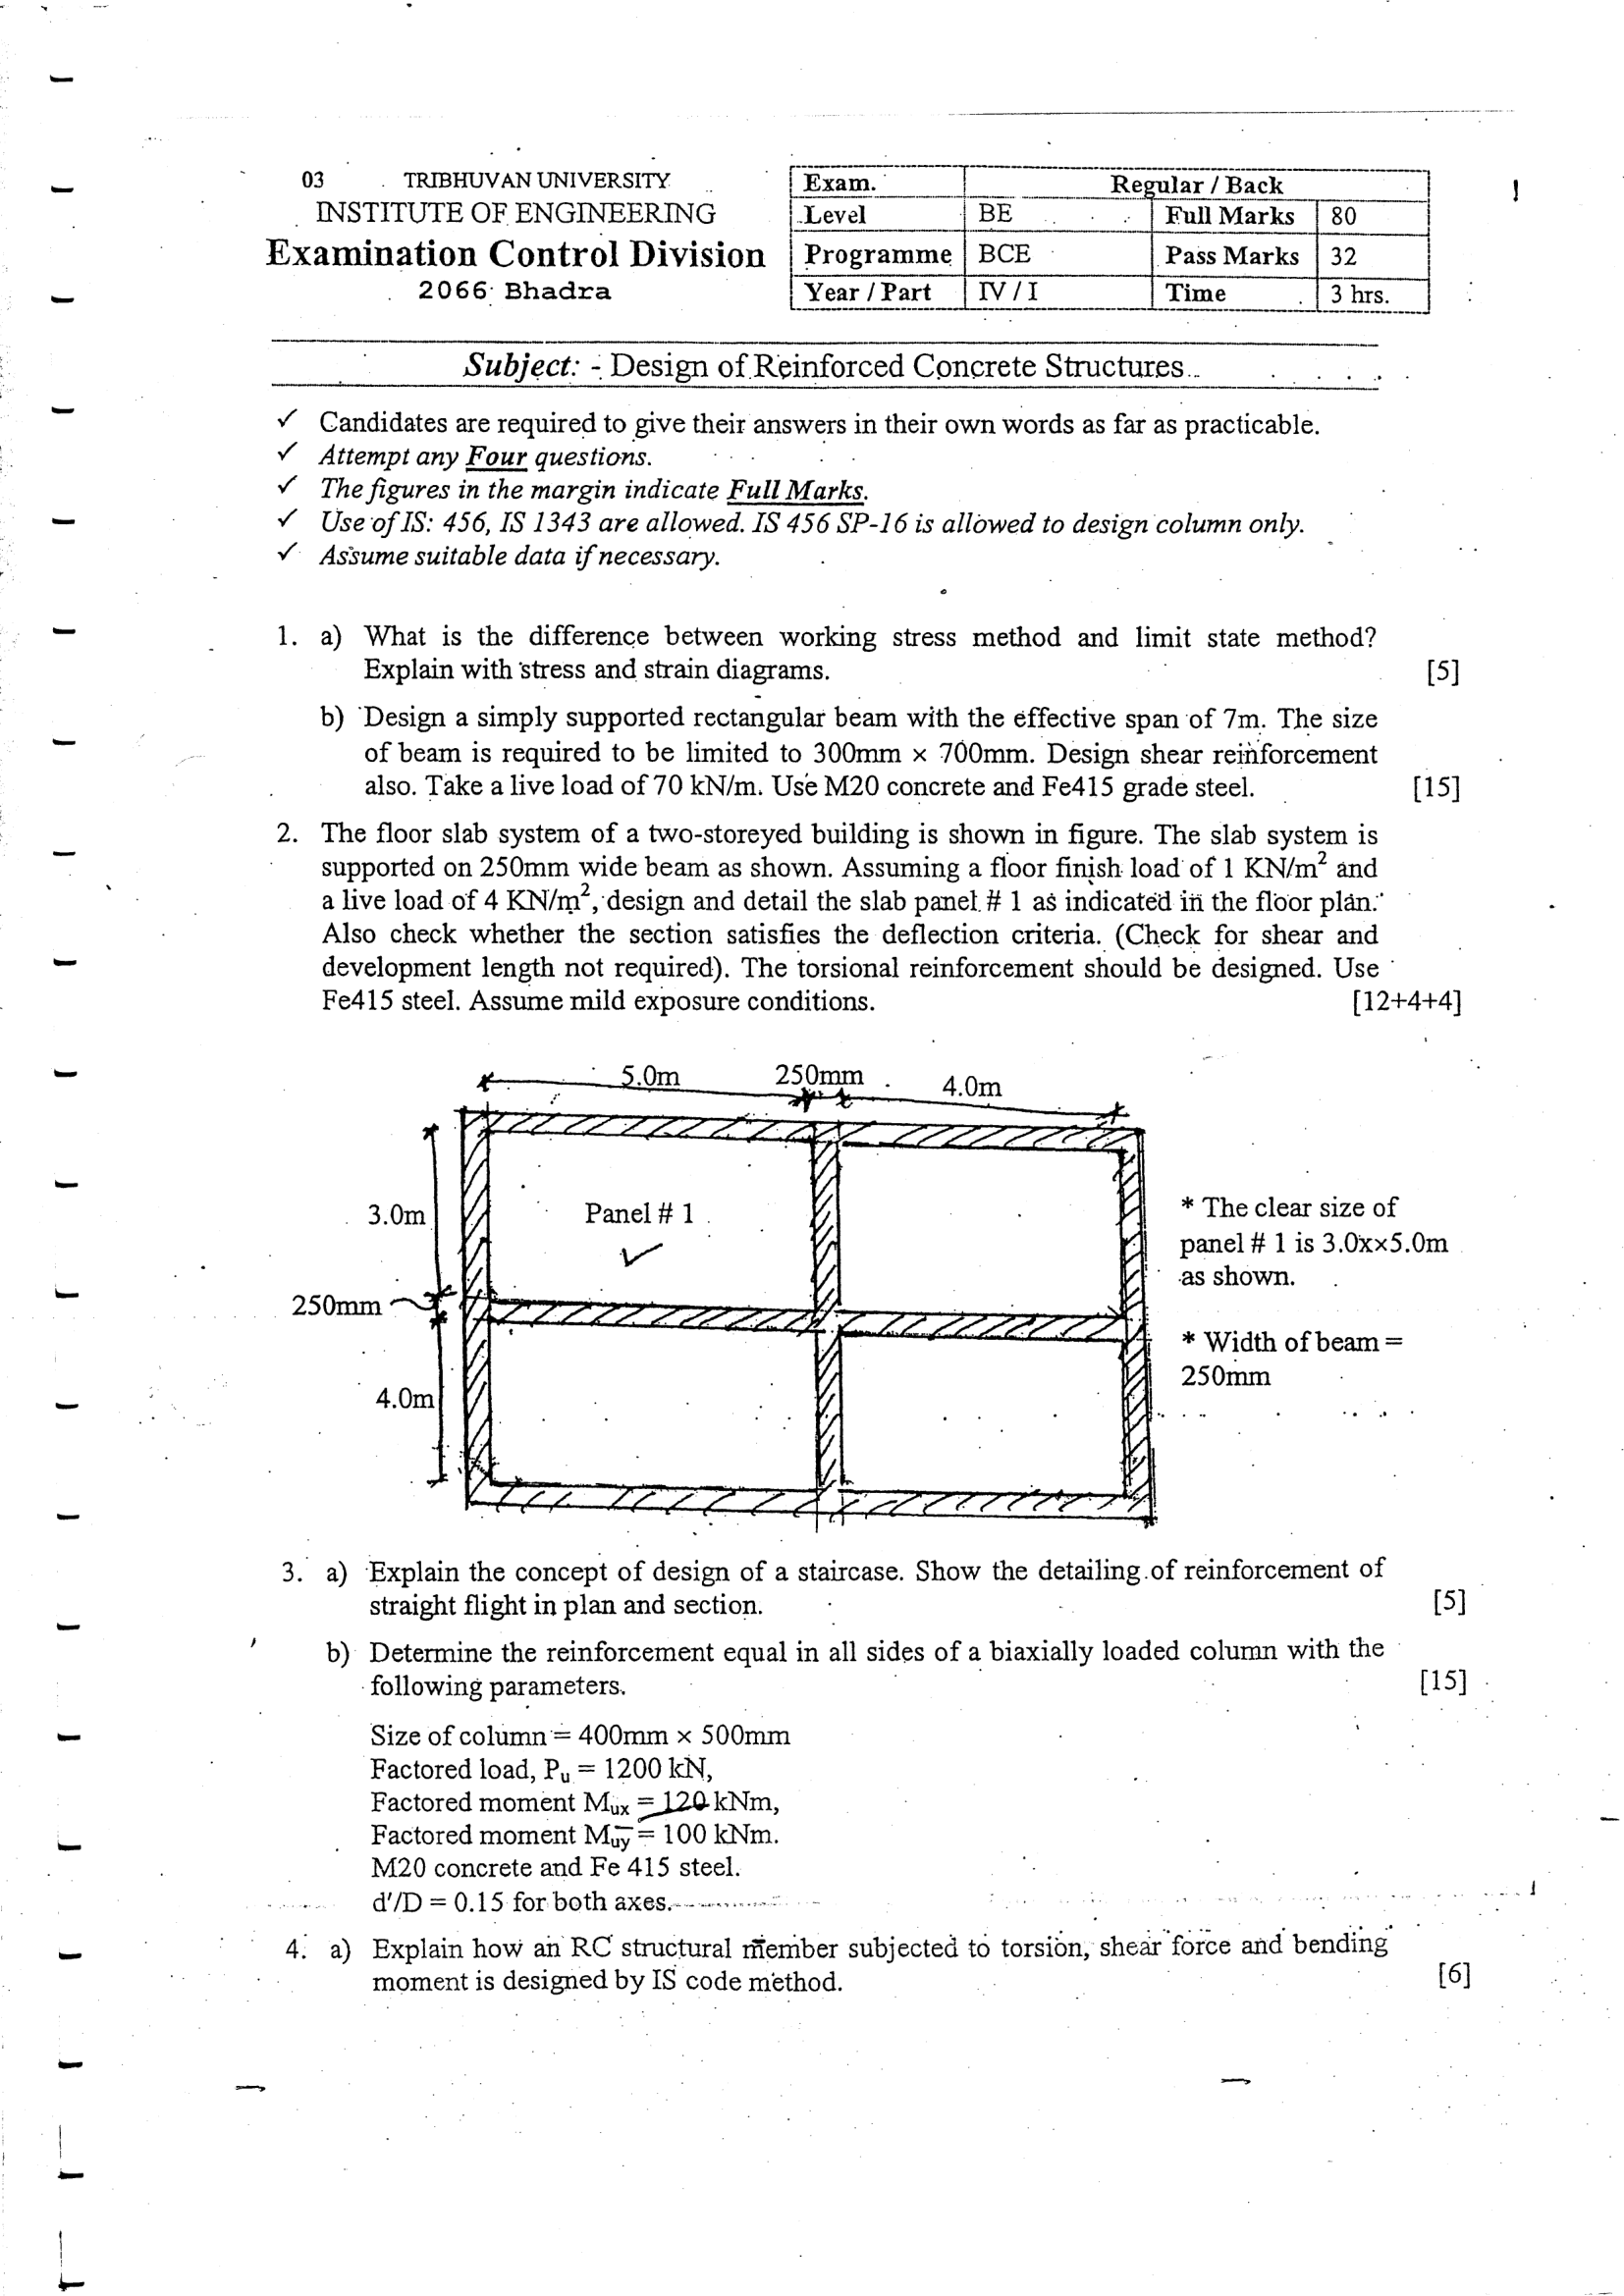 03 TRIBHUVAN UNIVERSITY
INSTITUTE OF ENGINEERING
Examination Control Division
2066 Bhadra
Exam. Regular / Back
Level BE Full Marks 80
Programme BCE Pass Marks 32
Year / Part IV / I Time 3 hrs.
Subject: - Design of Reinforced Concrete Structures
✓ Candidates are required to give their answers in their own words as far as practicable.
✓ Attempt any Four questions.
✓ The figures in the margin indicate Full Marks.
✓ Use of IS: 456, IS 1343 are allowed. IS 456 SP-16 is allowed to design column only.
✓ Assume suitable data if necessary.
1. a) What is the difference between working stress method and limit state method?
Explain with stress and strain diagrams. [5]
b) Design a simply supported rectangular beam with the effective span of 7m. The size
of beam is required to be limited to 300mm × 700mm. Design shear reinforcement
also. Take a live load of 70 kN/m. Use M20 concrete and Fe415 grade steel. [15]
2. The floor slab system of a two-storeyed building is shown in figure. The slab system is
supported on 250mm wide beam as shown. Assuming a floor finish load of 1 KN/m² and
a live load of 4 KN/m², design and detail the slab panel # 1 as indicated in the floor plan.
Also check whether the section satisfies the deflection criteria. (Check for shear and
development length not required). The torsional reinforcement should be designed. Use
Fe415 steel. Assume mild exposure conditions. [12+4+4]
5.0m 250mm 4.0m
3.0m
Panel # 1
250mm
4.0m
* The clear size of
panel # 1 is 3.0x×5.0m
as shown.
* Width of beam =
250mm
3. a) Explain the concept of design of a staircase. Show the detailing of reinforcement of
straight flight in plan and section. [5]
b) Determine the reinforcement equal in all sides of a biaxially loaded column with the
following parameters. [15]
Size of column = 400mm × 500mm
Factored load, Pu = 1200 kN,
Factored moment Mux = 120 kNm,
Factored moment Muy = 100 kNm.
M20 concrete and Fe 415 steel.
d'/D = 0.15 for both axes.
4. a) Explain how an RC structural member subjected to torsion, shear force and bending
moment is designed by IS code method. [6]